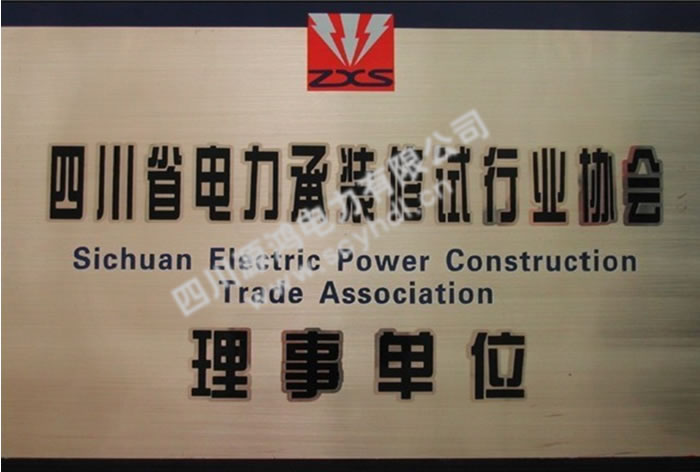 ZXS
四川省电力承装修试行业协会
Sichuan Electric Power Construction
Trade Association
理事单位